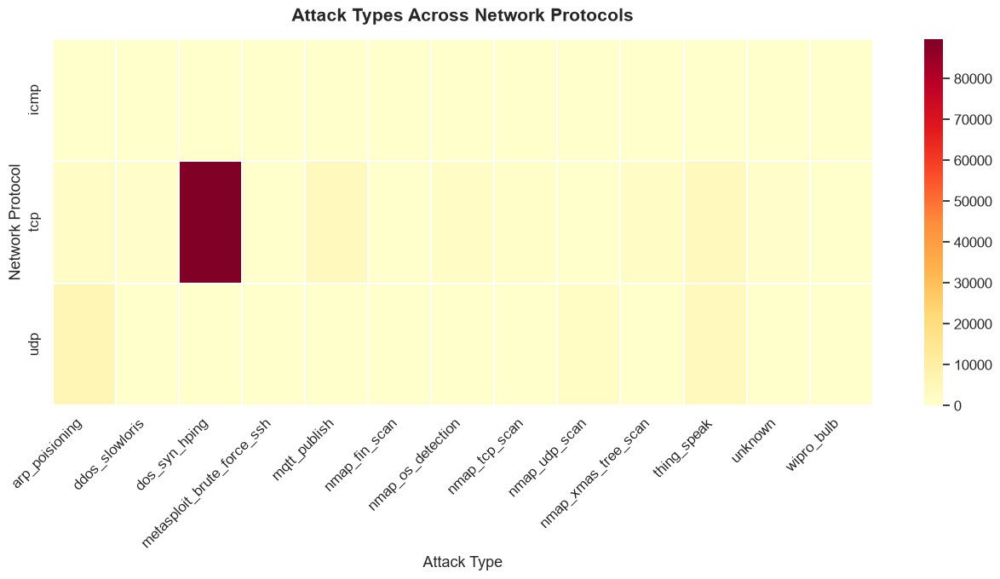 Attack Types Across Network Protocols
Network Protocol
icmp
tcp
udp
arp_poisioning
ddos_slowloris
dos_syn_hping
metasploit_brute_force_ssh
mqtt_publish
nmap_fin_scan
nmap_os_detection
nmap_tcp_scan
nmap_udp_scan
nmap_xmas_tree_scan
thing_speak
unknown
wipro_bulb
Attack Type
80000
70000
60000
50000
40000
30000
20000
10000
0